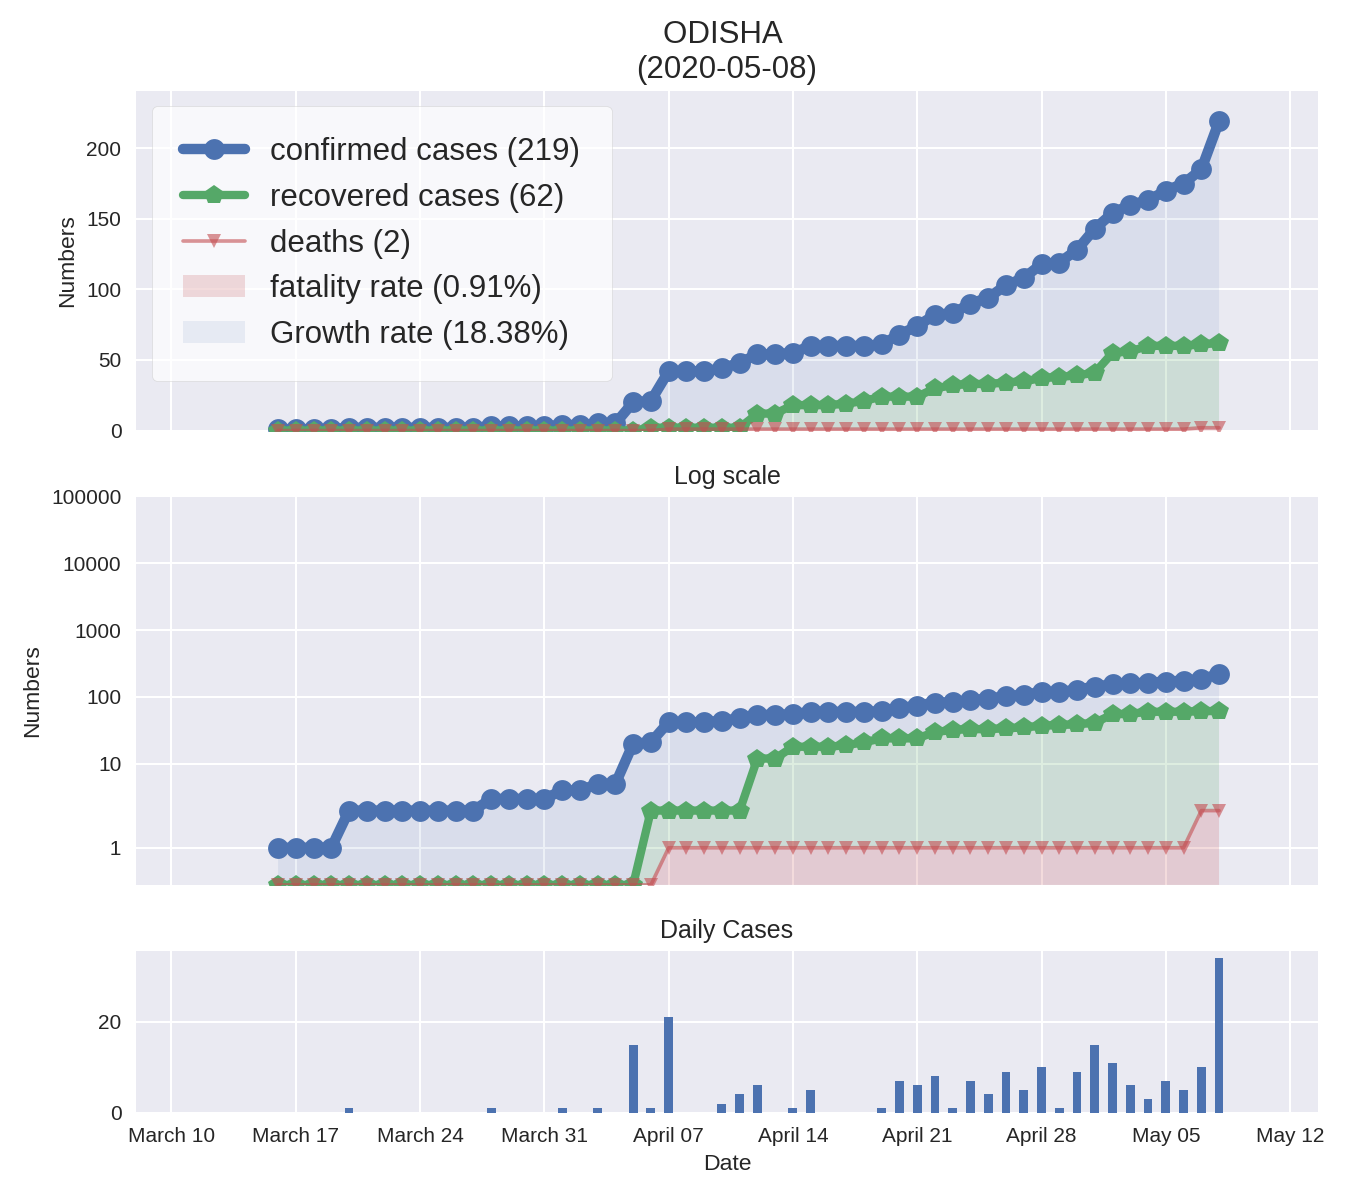 ODISHA
(2020-05-08)
confirmed cases (219)
recovered cases (62)
deaths (2)
fatality rate (0.91%)
Growth rate (18.38%)
Numbers
200
150
100
50
0
Log scale
Numbers
100000
10000
1000
100
10
1
Daily Cases
20
0
March 10 March 17 March 24 March 31 April 07 April 14 April 21 April 28 May 05 May 12
Date